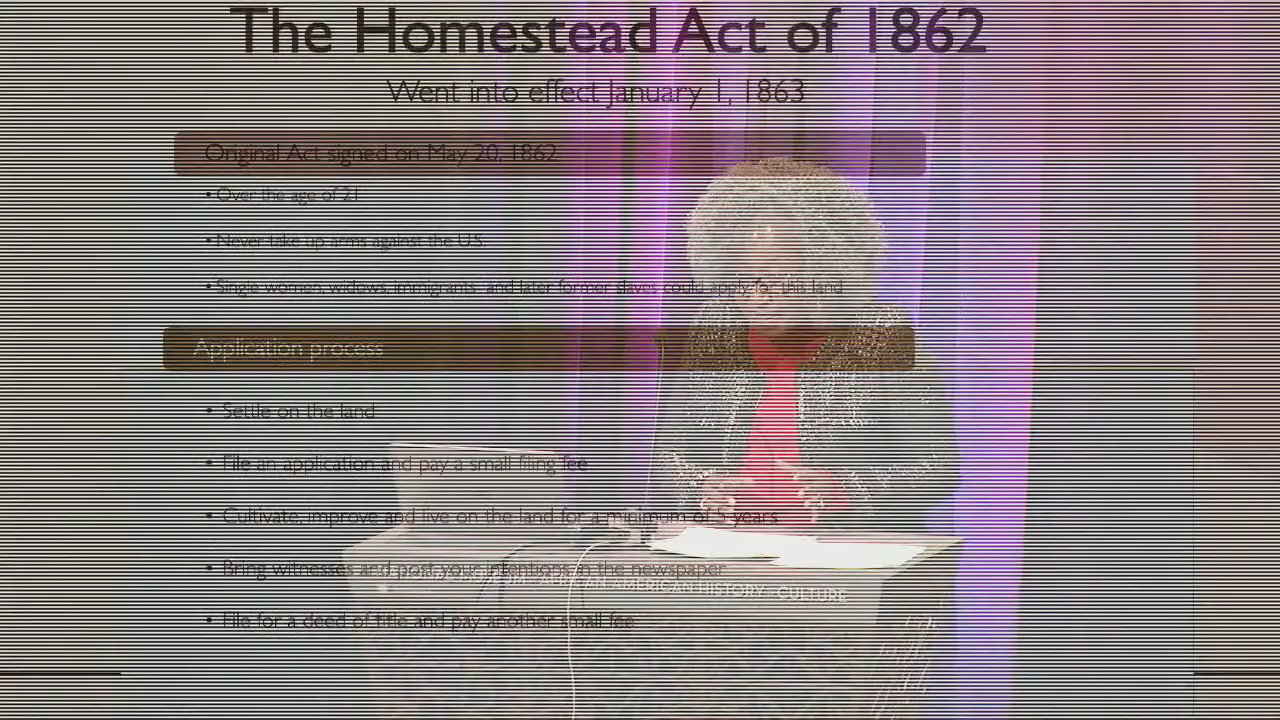 The Homestead Act of 1862
Went into effect January 1, 1863
Original Act signed on May 20, 1862
• Over the age of 21
• Never take up arms against the U.S.
• Single women, widows, immigrants, and later former slaves could apply for this land
Application process
• Settle on the land
• File an application and pay a small filing fee
• Cultivate, improve and live on the land for a minimum of 5 years
• Bring witnesses and post your intentions in the newspaper
AFRICAN AMERICAN HISTORY CULTURE
• File for a deed of title and pay another small fee